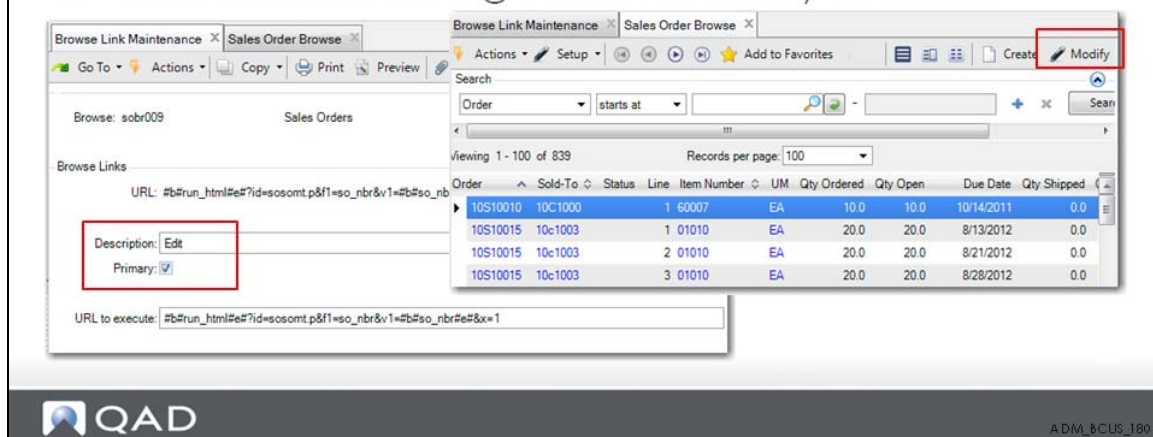 Browse Link Maintenance × Sales Order Browse ×
Go To Actions Copy Print Preview
Browse: sobr009 Sales Orders
Browse Links
URL: #b#run_html#e#?id=sosomt.p&f1=so_nbr&v1=#b#so_nb
Description: Edit
Primary:
URL to execute: #b#run_html#e#?id=sosomt.p&f1=so_nbr&v1=#b#so_nbr#e#&x=1
Browse Link Maintenance × Sales Order Browse ×
Actions Setup Add to Favorites Create Modify
Search
Order starts at - Sear
Viewing 1 - 100 of 839 Records per page: 100
Order Sold-To Status Line Item Number UM Qty Ordered Qty Open Due Date Qty Shipped
10S10010 10C1000 1 60007 EA 10.0 10.0 10/14/2011 0.0
10S10015 10c1003 1 01010 EA 20.0 20.0 8/13/2012 0.0
10S10015 10c1003 2 01010 EA 20.0 20.0 8/21/2012 0.0
10S10015 10c1003 3 01010 EA 20.0 20.0 8/28/2012 0.0
QAD
ADM_BCUS_180